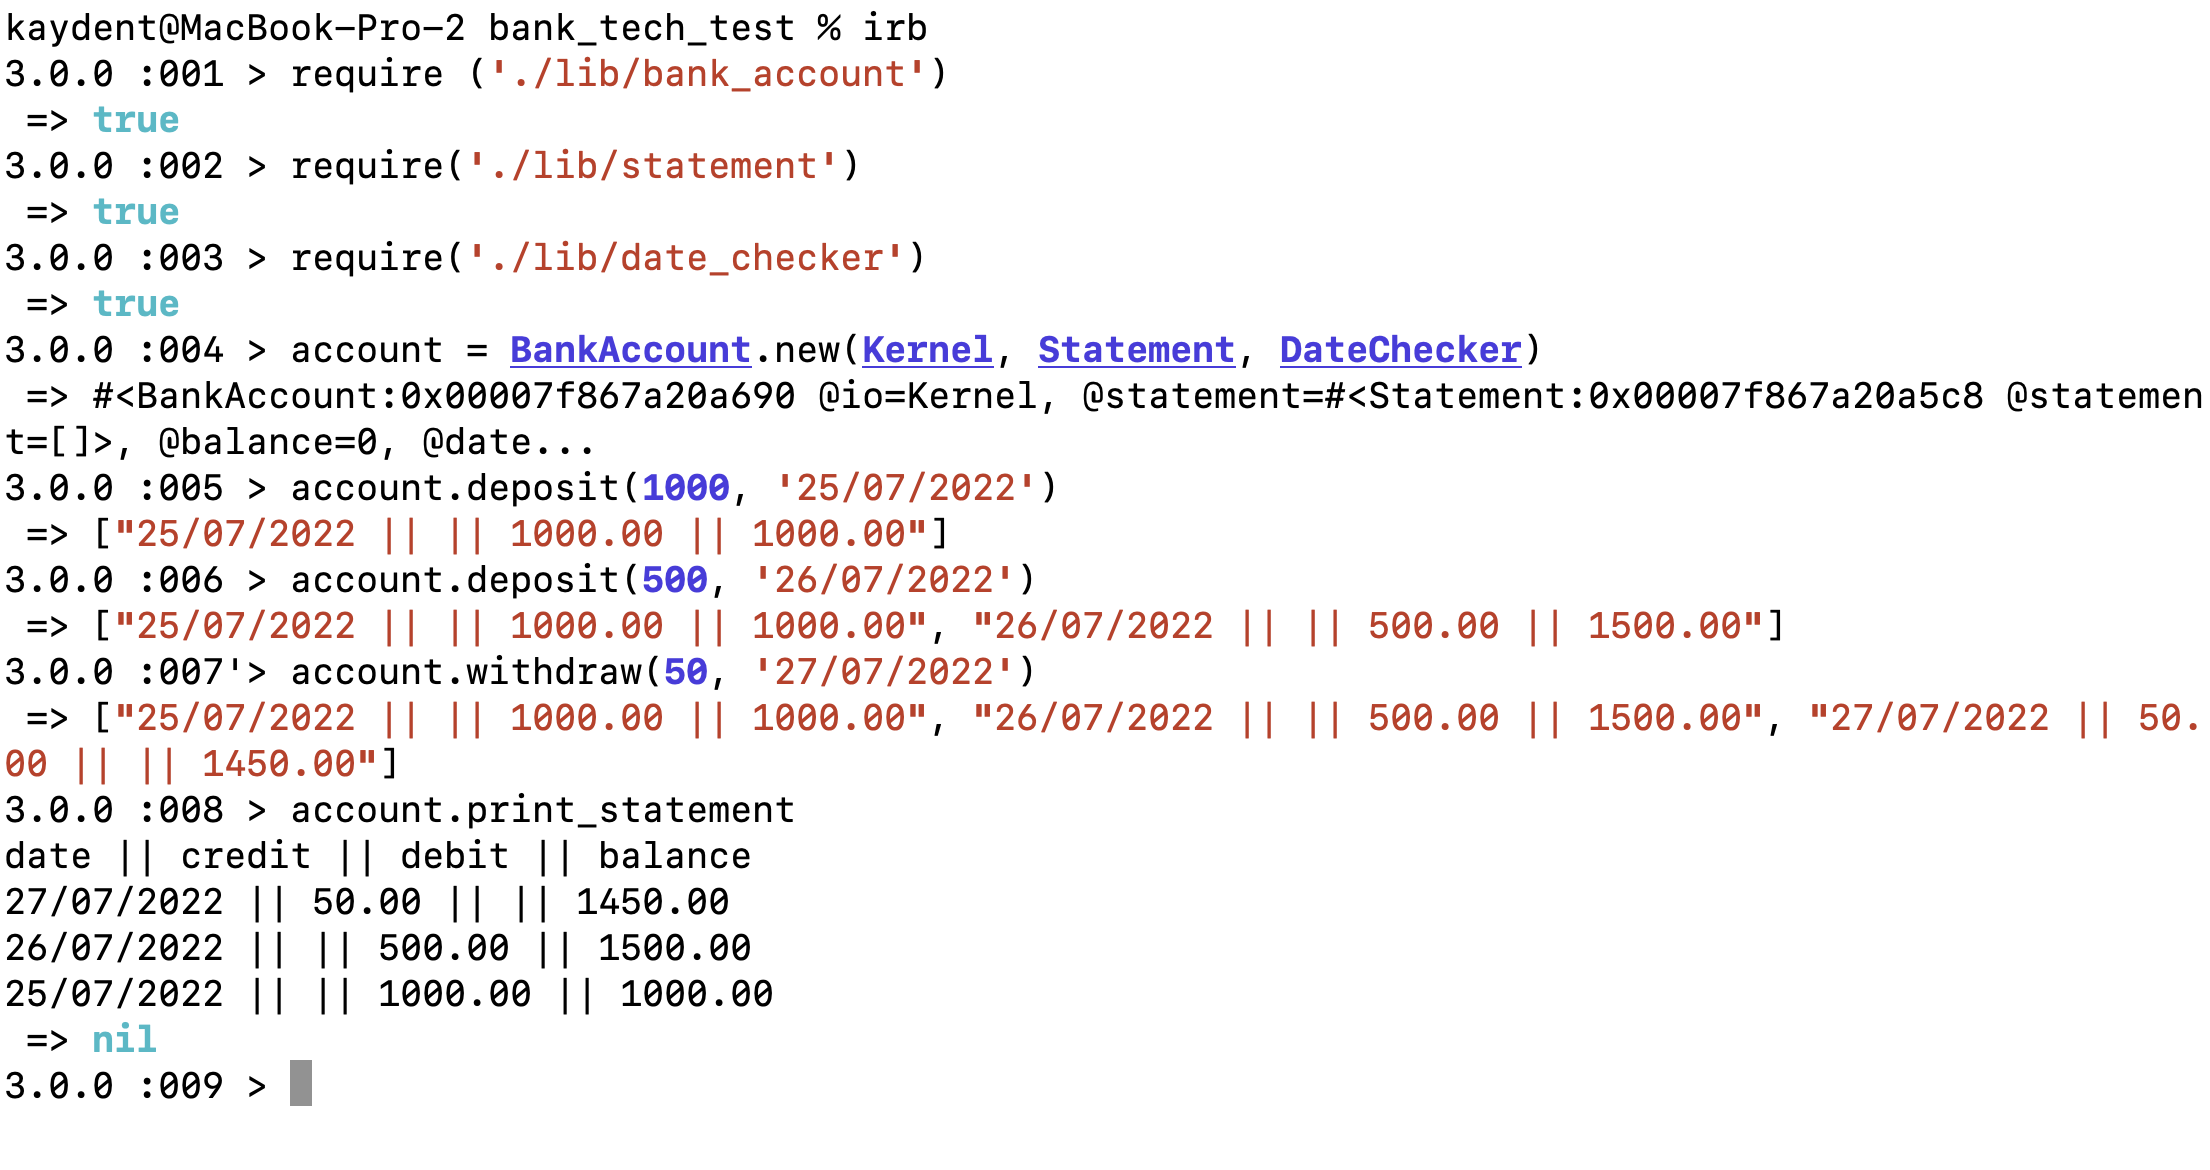 kaydent@MacBook-Pro-2 bank_tech_test % irb
3.0.0 :001 > require ('./lib/bank_account')
 => true
3.0.0 :002 > require('./lib/statement')
 => true
3.0.0 :003 > require('./lib/date_checker')
 => true
3.0.0 :004 > account = BankAccount.new(Kernel, Statement, DateChecker)
 => #<BankAccount:0x00007f867a20a690 @io=Kernel, @statement=#<Statement:0x00007f867a20a5c8 @statemen
t=[]>, @balance=0, @date...
3.0.0 :005 > account.deposit(1000, '25/07/2022')
 => ["25/07/2022 || || 1000.00 || 1000.00"]
3.0.0 :006 > account.deposit(500, '26/07/2022')
 => ["25/07/2022 || || 1000.00 || 1000.00", "26/07/2022 || || 500.00 || 1500.00"]
3.0.0 :007'> account.withdraw(50, '27/07/2022')
 => ["25/07/2022 || || 1000.00 || 1000.00", "26/07/2022 || || 500.00 || 1500.00", "27/07/2022 || 50.
00 || || 1450.00"]
3.0.0 :008 > account.print_statement
date || credit || debit || balance
27/07/2022 || 50.00 || || 1450.00
26/07/2022 || || 500.00 || 1500.00
25/07/2022 || || 1000.00 || 1000.00
 => nil
3.0.0 :009 >